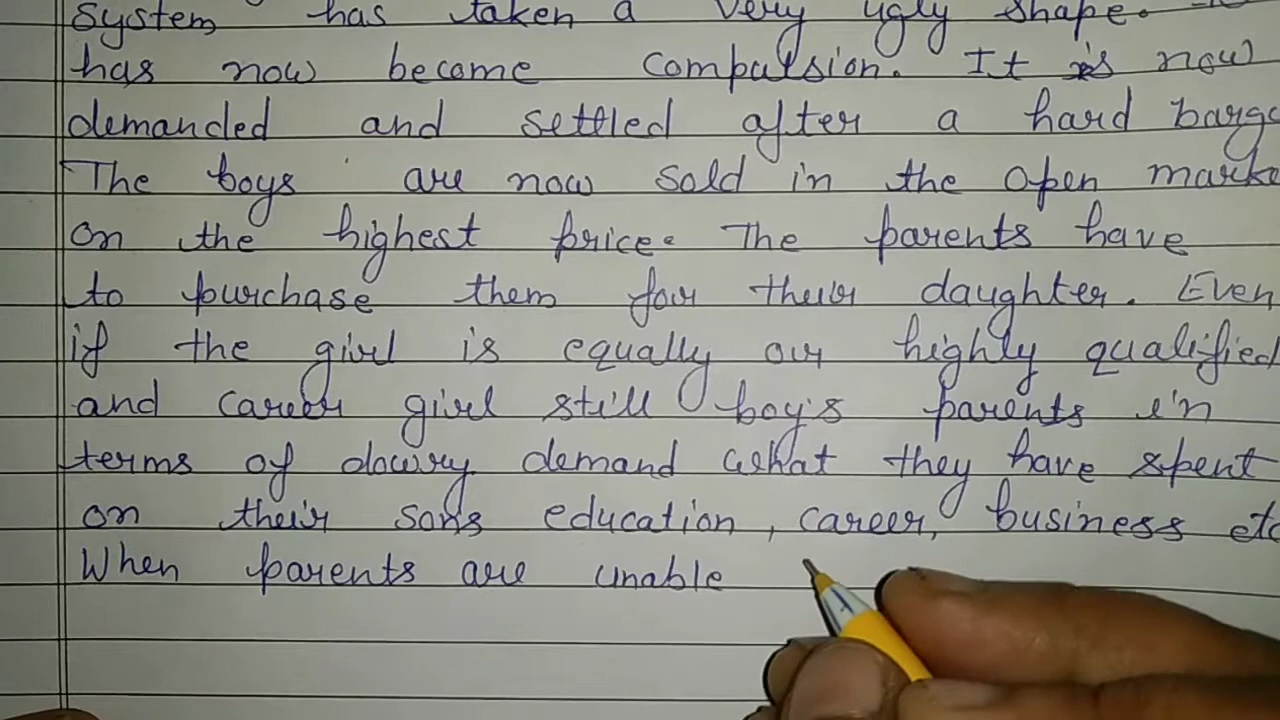 System has taken a very ugly shape.
has now become compulsion. It is now
demanded and settled after a hard barga
The boys are now sold in the open marke
on the highest price. The parents have
to purchase them for their daughter. Even
if the girl is equally or highly qualified
and career girl still boy's parents in
terms of dowry demand what they have spent
on their son's education, career, business etc
When parents are unable